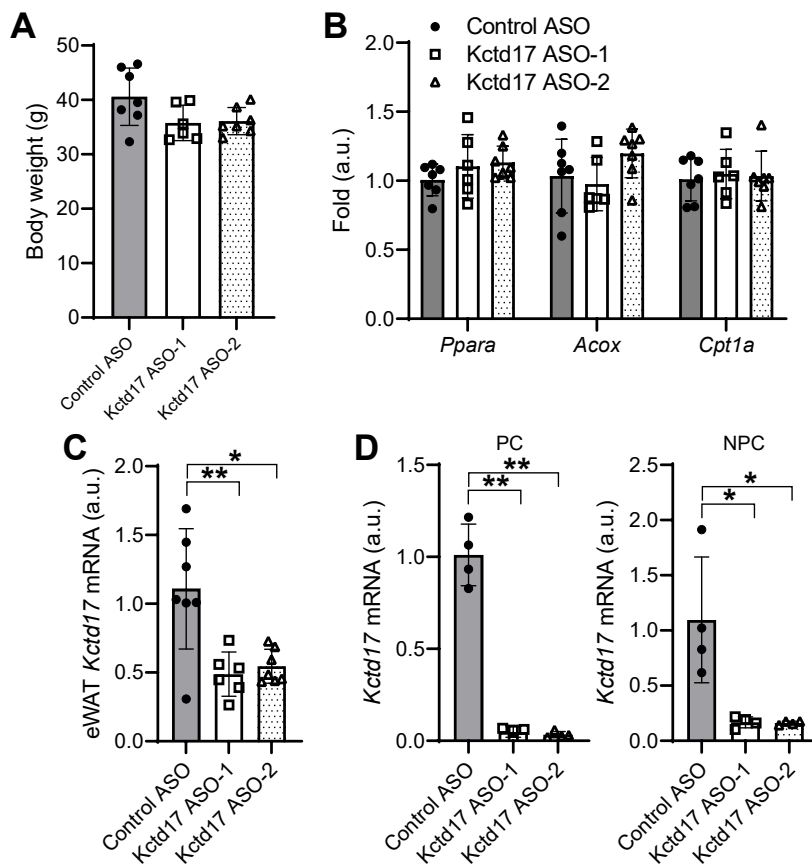 A
Body weight (g)
50
40
30
20
10
0
Control ASO
Kctd17 ASO-1
Kctd17 ASO-2
B
Control ASO
Kctd17 ASO-1
Kctd17 ASO-2
Fold (a.u.)
2.0
1.5
1.0
0.5
0.0
Ppara
Acox
Cpt1a
C
eWAT Kctd17 mRNA (a.u.)
2.0
1.5
1.0
0.5
0.0
*
**
Control ASO
Kctd17 ASO-1
Kctd17 ASO-2
D
PC
Kctd17 mRNA (a.u.)
1.5
1.0
0.5
0.0
**
**
Control ASO
Kctd17 ASO-1
Kctd17 ASO-2
NPC
Kctd17 mRNA (a.u.)
2.5
2.0
1.5
1.0
0.5
0.0
*
*
Control ASO
Kctd17 ASO-1
Kctd17 ASO-2